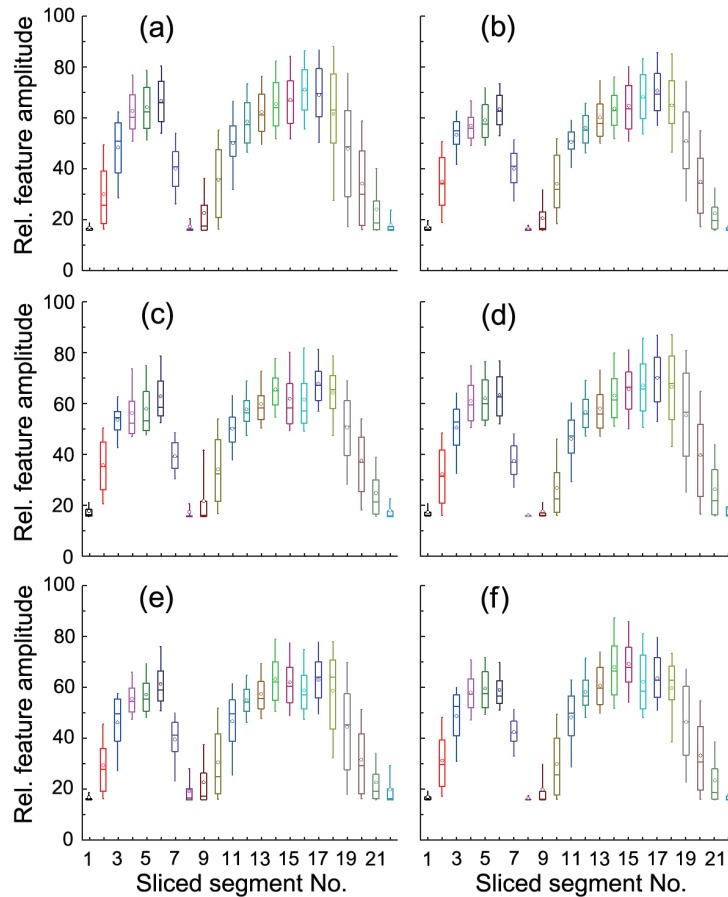 (a) (b)
Rel. feature amplitude
100
80
60
40
20
0
(c) (d)
Rel. feature amplitude
100
80
60
40
20
0
(e) (f)
Rel. feature amplitude
100
80
60
40
20
0
1 3 5 7 9 11 13 15 17 19 21 1 3 5 7 9 11 13 15 17 19 21
Sliced segment No. Sliced segment No.